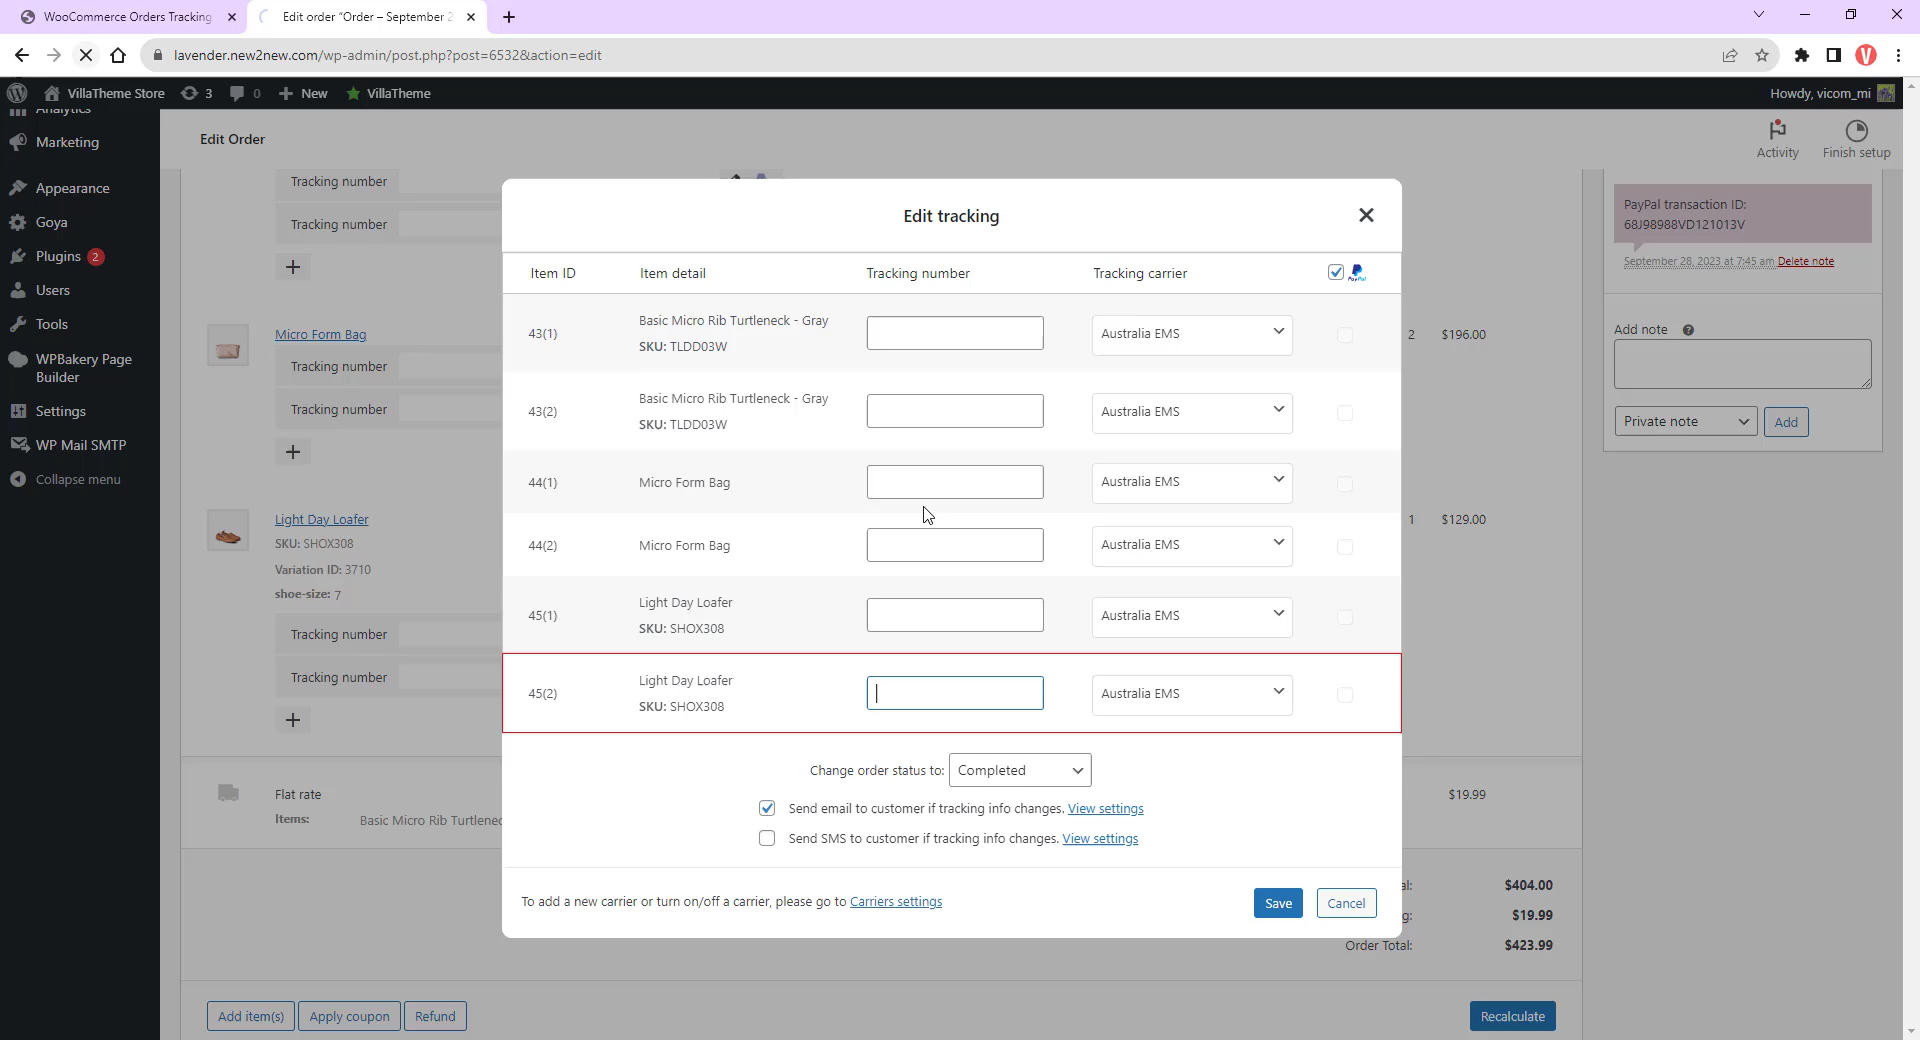 WooCommerce Orders Tracking
Edit order “Order – September 2
lavender.new2new.com/wp-admin/post.php?post=6532&action=edit
VillaTheme Store
3
0
New
VillaTheme
Howdy, vicom_mi
Analytics
Marketing
Appearance
Goya
Plugins 2
Users
Tools
WPBakery Page
Builder
Settings
WP Mail SMTP
Collapse menu
Edit Order
Activity
Finish setup
Tracking number
Tracking number
Micro Form Bag
Tracking number
Tracking number
2 $196.00
Light Day Loafer
SKU: SHOX308
Variation ID: 3710
shoe-size: 7
Tracking number
Tracking number
1 $129.00
Flat rate
Items: Basic Micro Rib Turtlenec
$19.99
Edit tracking
Item ID Item detail Tracking number Tracking carrier PayPal
43(1) Basic Micro Rib Turtleneck - Gray Australia EMS
SKU: TLDD03W
43(2) Basic Micro Rib Turtleneck - Gray Australia EMS
SKU: TLDD03W
44(1) Micro Form Bag Australia EMS
44(2) Micro Form Bag Australia EMS
45(1) Light Day Loafer Australia EMS
SKU: SHOX308
45(2) Light Day Loafer Australia EMS
SKU: SHOX308
Change order status to: Completed
Send email to customer if tracking info changes. View settings
Send SMS to customer if tracking info changes. View settings
To add a new carrier or turn on/off a carrier, please go to Carriers settings
Save Cancel
al: $404.00
g: $19.99
Order Total: $423.99
Add item(s) Apply coupon Refund
Recalculate
PayPal transaction ID:
68J98988VD121013V
September 28, 2023 at 7:45 am Delete note
Add note
Private note Add